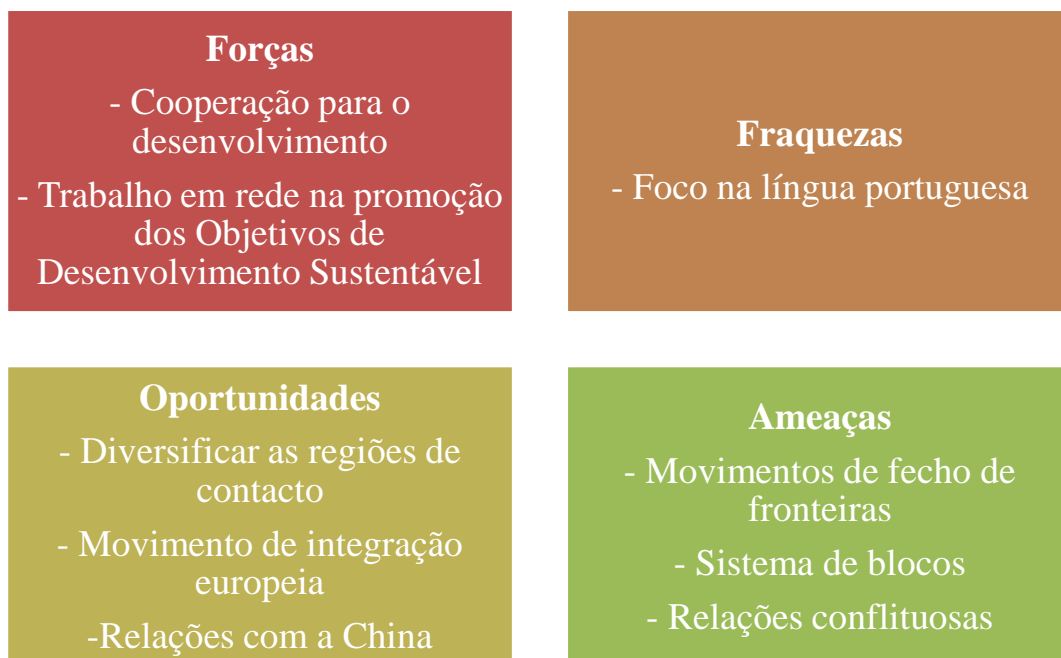 Forças
- Cooperação para o
desenvolvimento
- Trabalho em rede na promoção
dos Objetivos de
Desenvolvimento Sustentável
Fraquezas
- Foco na língua portuguesa
Oportunidades
- Diversificar as regiões de
contacto
- Movimento de integração
europeia
-Relações com a China
Ameaças
- Movimentos de fecho de
fronteiras
- Sistema de blocos
- Relações conflituosas